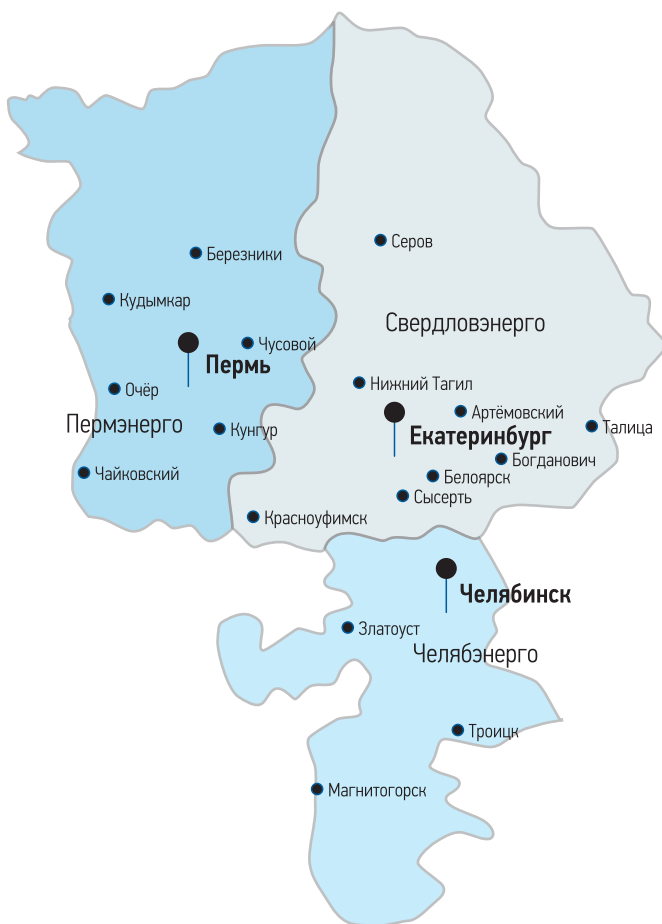 Серов
Березники
Кудымкар
Свердловэнерго
Чусовой
Пермь
Нижний Тагил
Очёр
Артёмовский
Пермэнерго
Кунгур
Екатеринбург
Талица
Богданович
Чайковский
Белоярск
Сысерть
Красноуфимск
Челябинск
Златоуст
Челябэнерго
Троицк
Магнитогорск